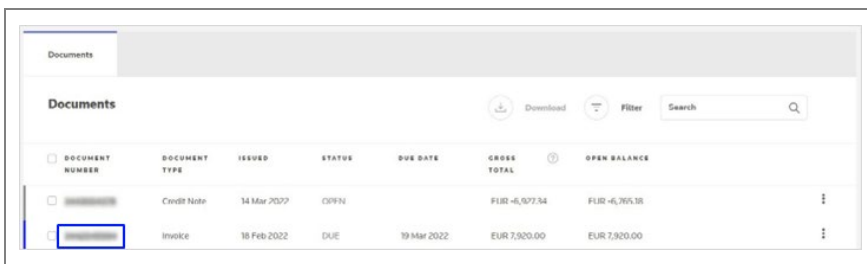 Documents
Documents Download Filter Search
DOCUMENT NUMBER DOCUMENT TYPE ISSUED STATUS DUE DATE GROSS TOTAL OPEN BALANCE
Credit Note 14 Mar 2022 OPEN EUR -6,927.34 EUR -6,765.18
Invoice 18 Feb 2022 DUE 19 Mar 2022 EUR 7,920.00 EUR 7,920.00